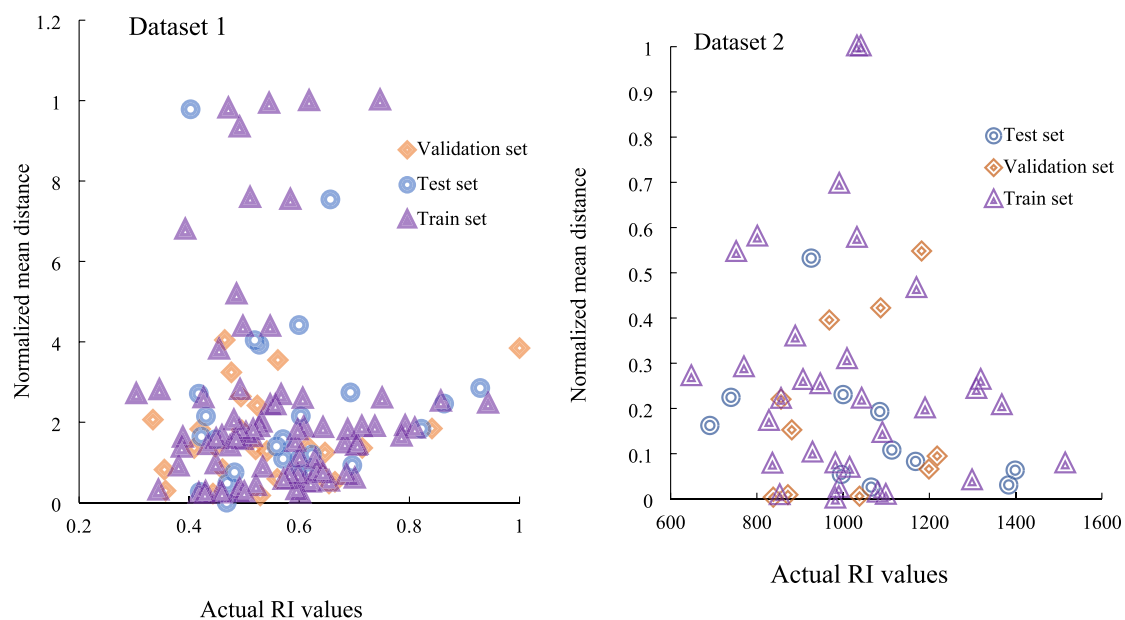 Dataset 1
Normalized mean distance
1.2
1
8
6
4
2
0
0.2
0.4
0.6
0.8
1
Validation set
Test set
Train set
Actual RI values
Dataset 2
Normalized mean distance
1
0.9
0.8
0.7
0.6
0.5
0.4
0.3
0.2
0.1
0
600
800
1000
1200
1400
1600
Test set
Validation set
Train set
Actual RI values